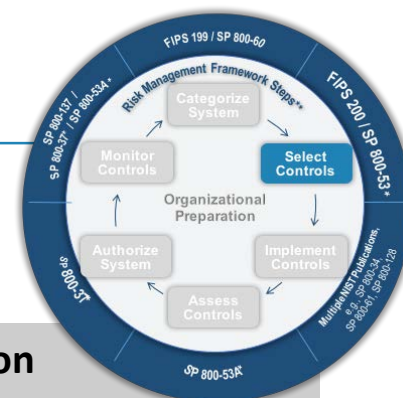 FIPS 199 / SP 800-60
Risk Management Framework Steps**
Categorize
System
SP 800-137 /
SP 800-37* / SP 800-53A*
FIPS 200 / SP 800-53*
Monitor
Controls
Select
Controls
Organizational
Preparation
Authorize
System
Implement
Controls
Assess
Controls
SP 800-37*
Multiple NIST Publications,
e.g., SP 800-34,
SP 800-61, SP 800-128
SP 800-53A*
on